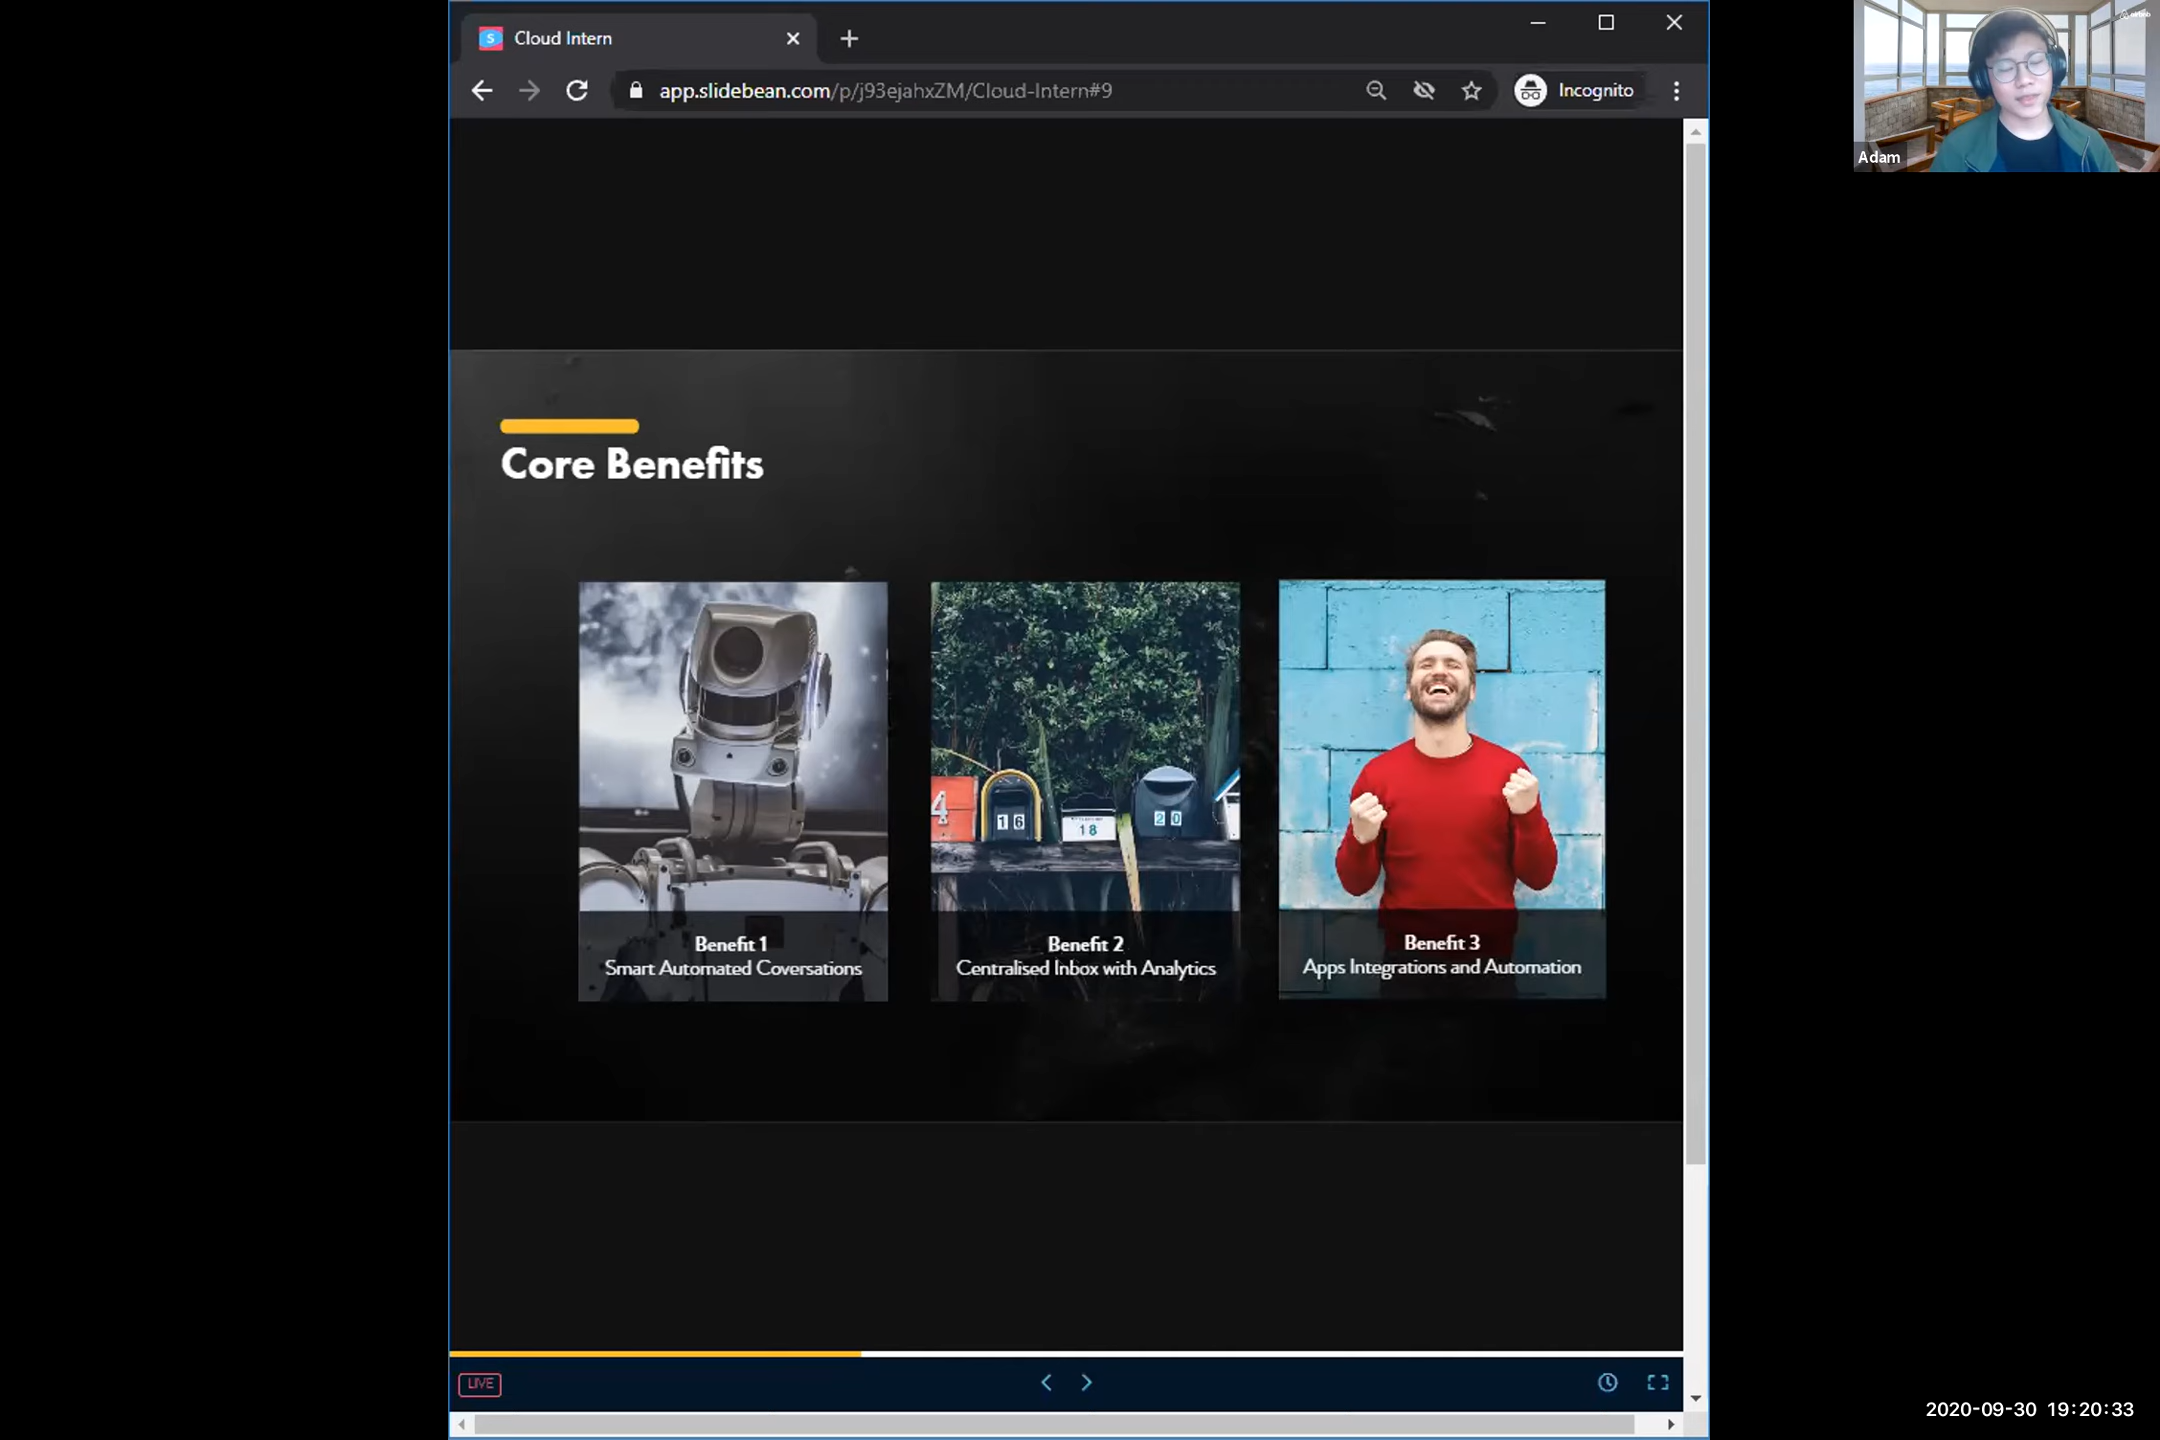 Cloud Intern
app.slidebean.com/p/j93ejahxZM/Cloud-Intern#9
Incognito
Adam
Core Benefits
4
16
18
20
Benefit 1
Smart Automated Coversations
Benefit 2
Centralised Inbox with Analytics
Benefit 3
Apps Integrations and Automation
LIVE
2020-09-30 19:20:33